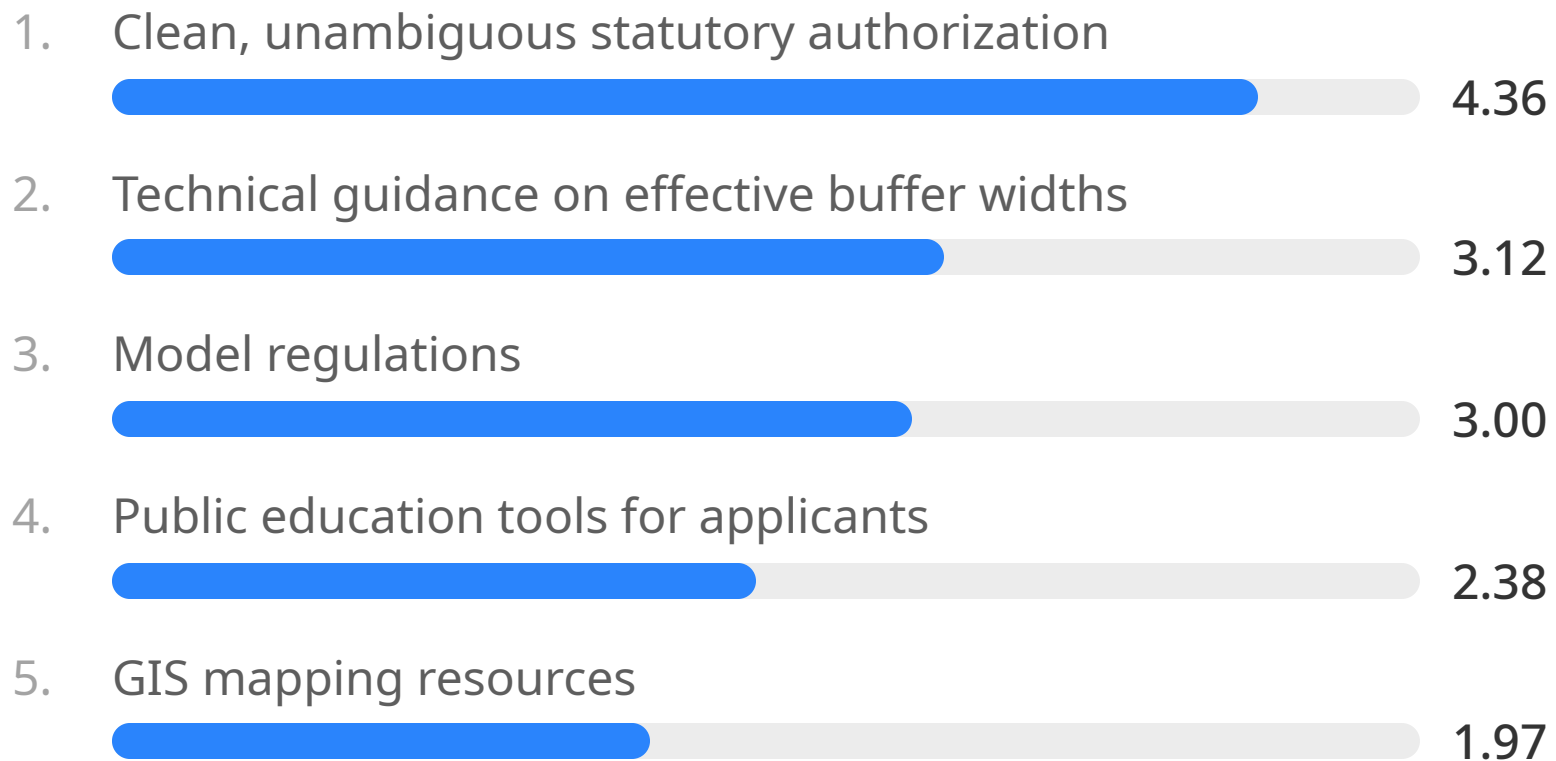 1. Clean, unambiguous statutory authorization
4.36
2. Technical guidance on effective buffer widths
3.12
3. Model regulations
3.00
4. Public education tools for applicants
2.38
5. GIS mapping resources
1.97